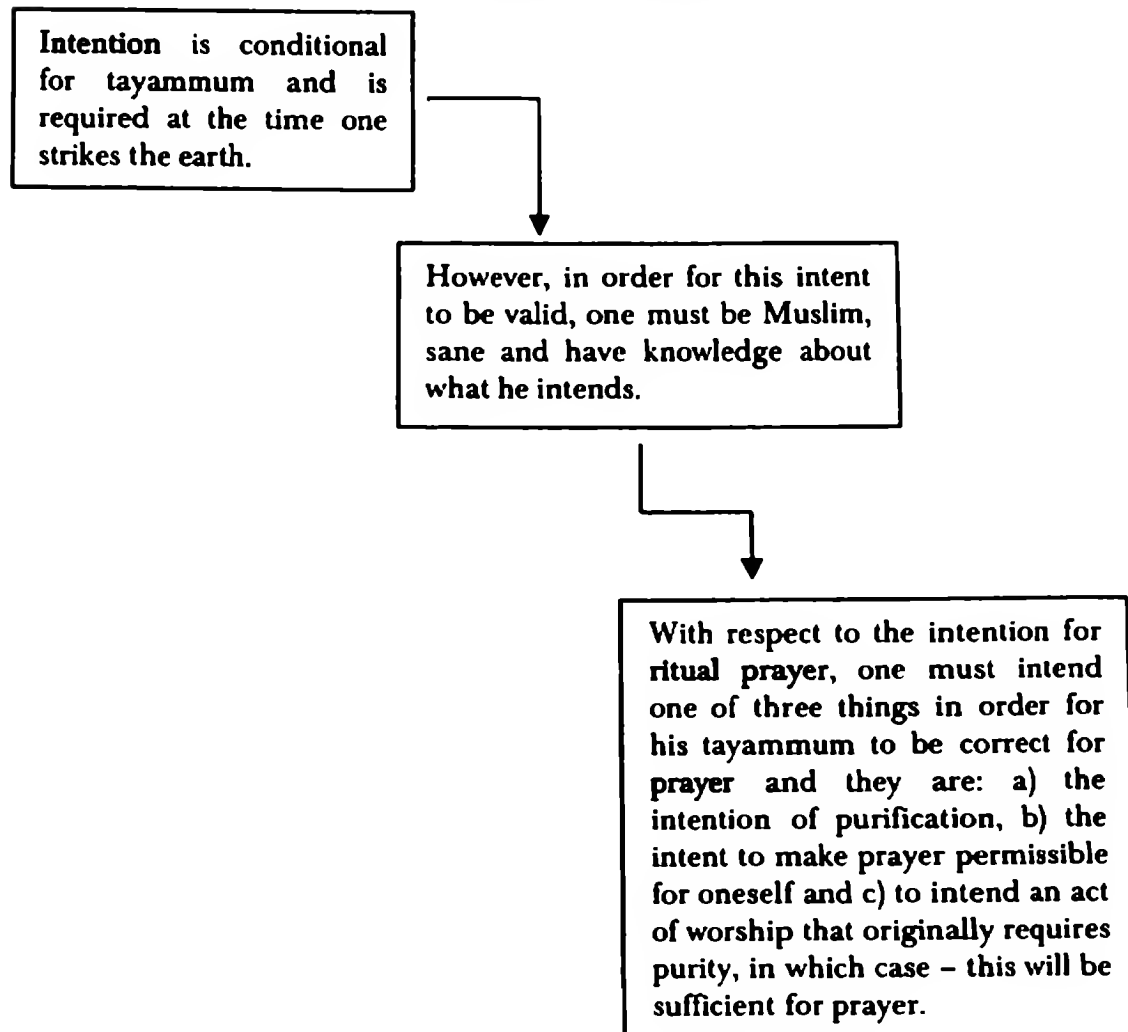 Intention is conditional
for tayammum and is
required at the time one
strikes the earth.
However, in order for this intent
to be valid, one must be Muslim,
sane and have knowledge about
what he intends.
With respect to the intention for
ritual prayer, one must intend
one of three things in order for
his tayammum to be correct for
prayer and they are: a) the
intention of purification, b) the
intent to make prayer permissible
for oneself and c) to intend an act
of worship that originally requires
purity, in which case – this will be
sufficient for prayer.